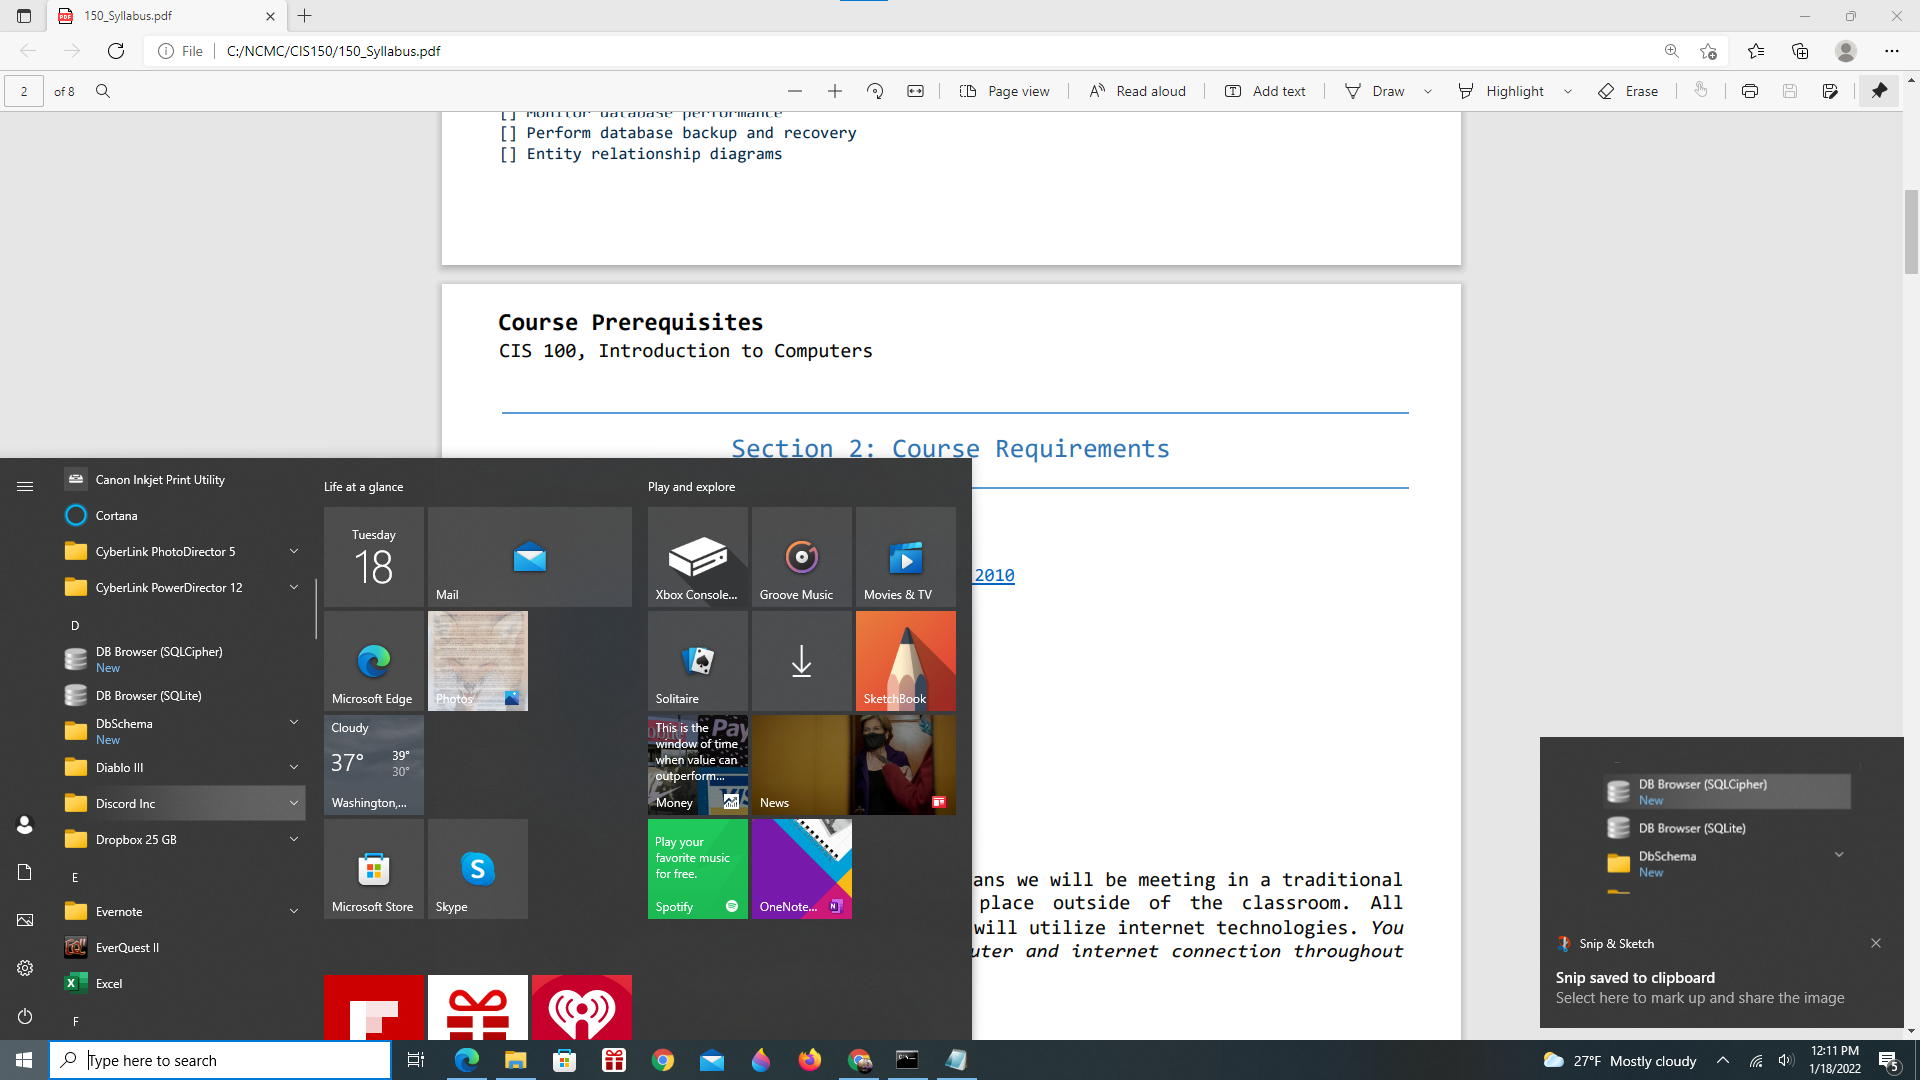 150_Syllabus.pdf
File
C:/NCMC/CIS150/150_Syllabus.pdf
2
of 8
Page view
Read aloud
Add text
Draw
Highlight
Erase
[] Monitor database performance
[] Perform database backup and recovery
[] Entity relationship diagrams
Course Prerequisites
CIS 100, Introduction to Computers
Section 2: Course Requirements
2010
ans we will be meeting in a traditional
place outside of the classroom. All
will utilize internet technologies. You
uter and internet connection throughout
Canon Inkjet Print Utility
Cortana
CyberLink PhotoDirector 5
CyberLink PowerDirector 12
D
DB Browser (SQLCipher)
New
DB Browser (SQLite)
DbSchema
New
Diablo III
Discord Inc
Dropbox 25 GB
E
Evernote
EverQuest II
Excel
F
Life at a glance
Tuesday
18
Mail
Microsoft Edge
Photos
Cloudy
37°
39°
30°
Washington,...
Microsoft Store
Skype
Play and explore
Xbox Console...
Groove Music
Movies & TV
Solitaire
SketchBook
This is the
window of time
when value can
outperform...
Money
News
Play your
favorite music
for free.
Spotify
OneNote...
DB Browser (SQLCipher)
New
DB Browser (SQLite)
DbSchema
New
Snip & Sketch
Snip saved to clipboard
Select here to mark up and share the image
Type here to search
27°F Mostly cloudy
12:11 PM
1/18/2022
5